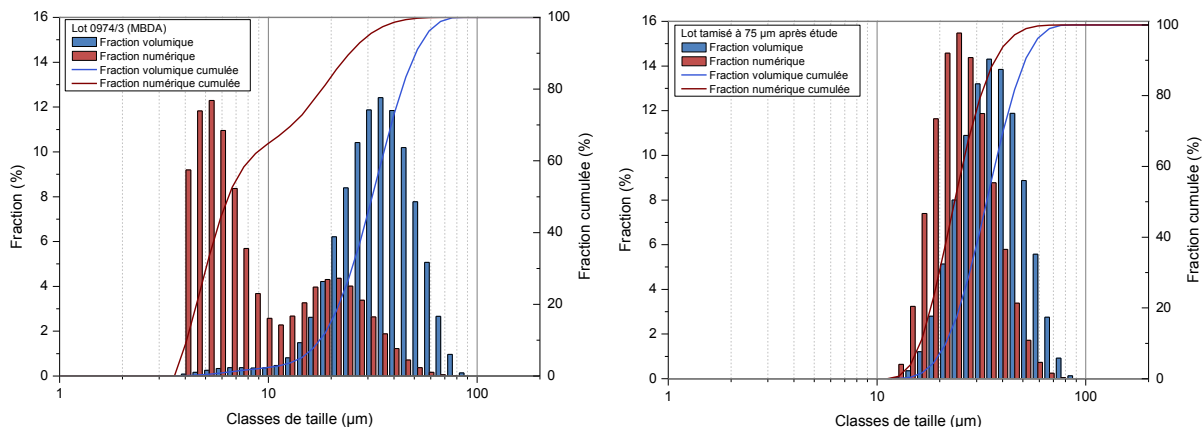 Lot 0974/3 (MBDA)
Fraction volumique
Fraction numérique
Fraction volumique cumulée
Fraction numérique cumulée
Fraction (%)
16
14
12
10
8
6
4
2
0
1
10
100
Classes de taille (µm)
100
80
60
40
20
0
Fraction cumulée (%)
Lot tamisé à 75 µm après étude
Fraction volumique
Fraction numérique
Fraction volumique cumulée
Fraction numérique cumulée
Fraction (%)
16
14
12
10
8
6
4
2
0
1
10
100
Classes de taille (µm)
100
80
60
40
20
0
Fraction cumulée (%)